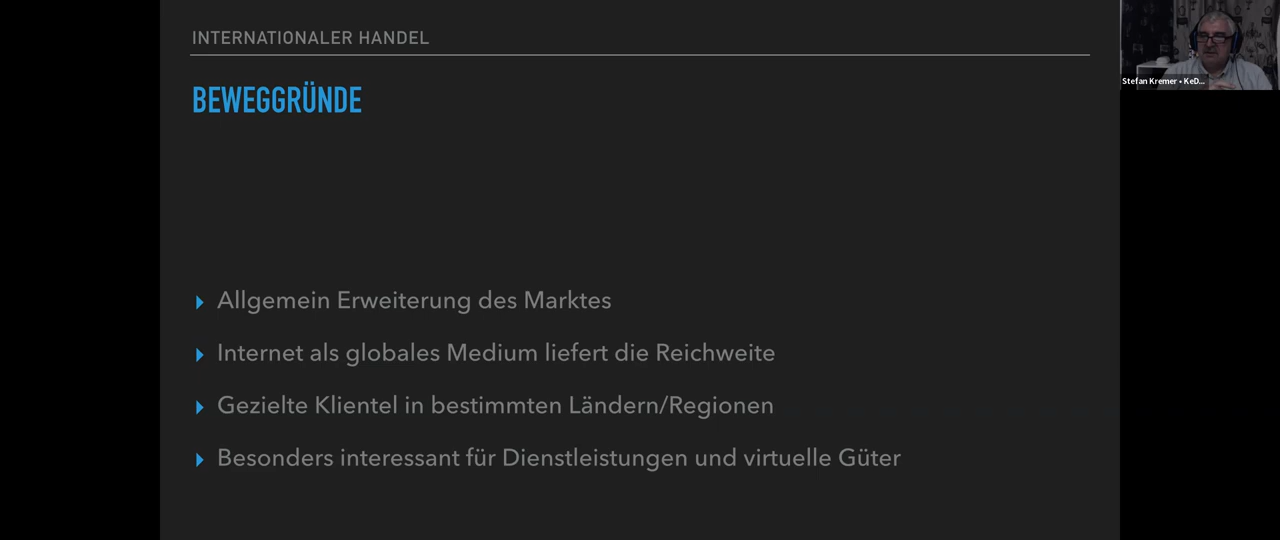 INTERNATIONALER HANDEL
BEWEGGRÜNDE
Allgemein Erweiterung des Marktes
Internet als globales Medium liefert die Reichweite
Gezielte Klientel in bestimmten Ländern/Regionen
Besonders interessant für Dienstleistungen und virtuelle Güter
Stefan Kremer • KeD...